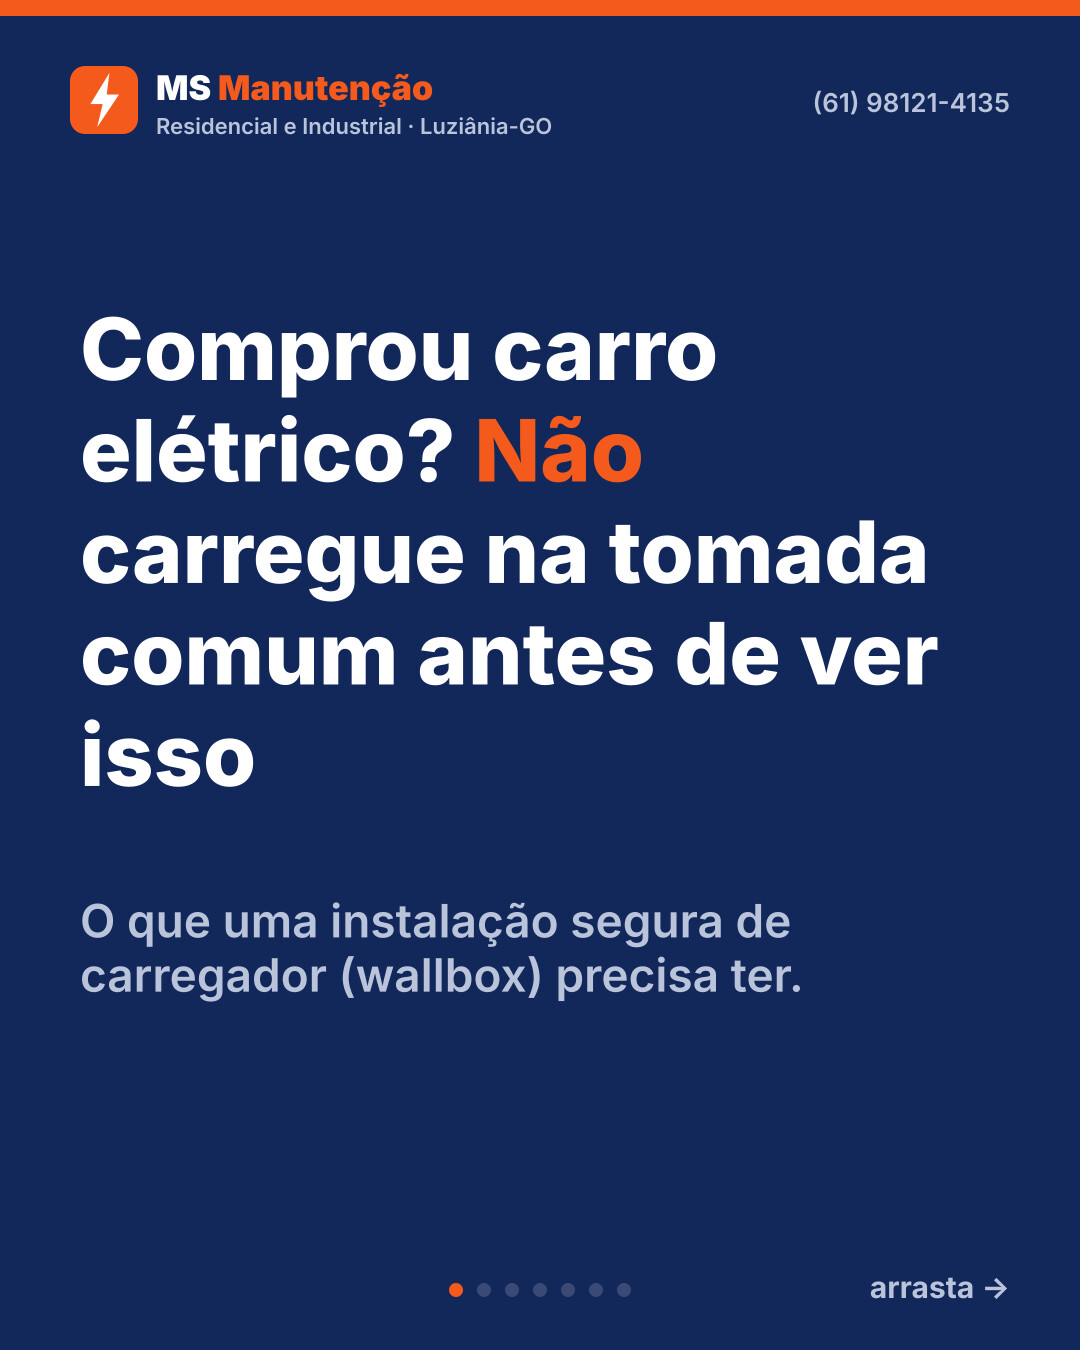 MS Manutenção
Residencial e Industrial · Luziânia-GO
(61) 98121-4135
Comprou carro
elétrico? Não
carregue na tomada
comum antes de ver
isso
O que uma instalação segura de
carregador (wallbox) precisa ter.
arrasta →